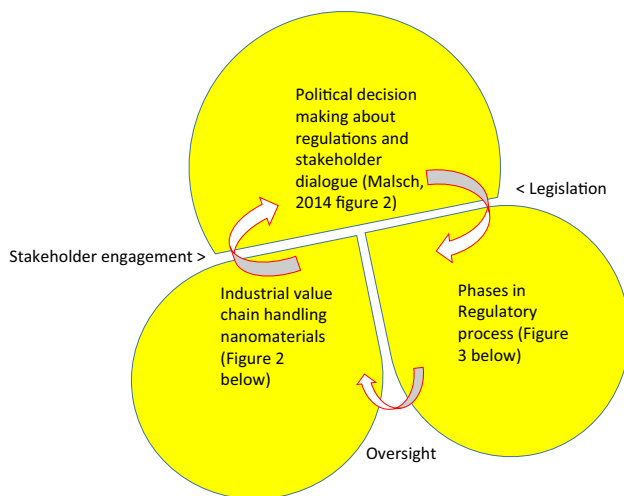 Political decision
making about
regulations and
stakeholder
dialogue (Malsch,
2014 figure 2)
< Legislation
Stakeholder engagement >
Industrial value
chain handling
nanomaterials
(Figure 2
below)
Phases in
Regulatory
process (Figure
3 below)
Oversight